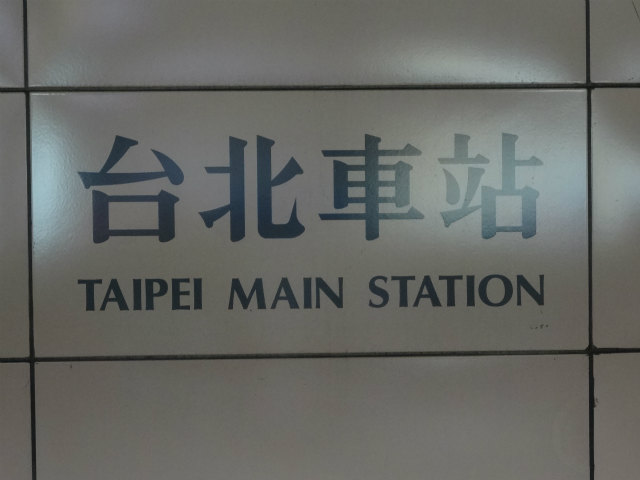 台北車站
TAIPEI MAIN STATION